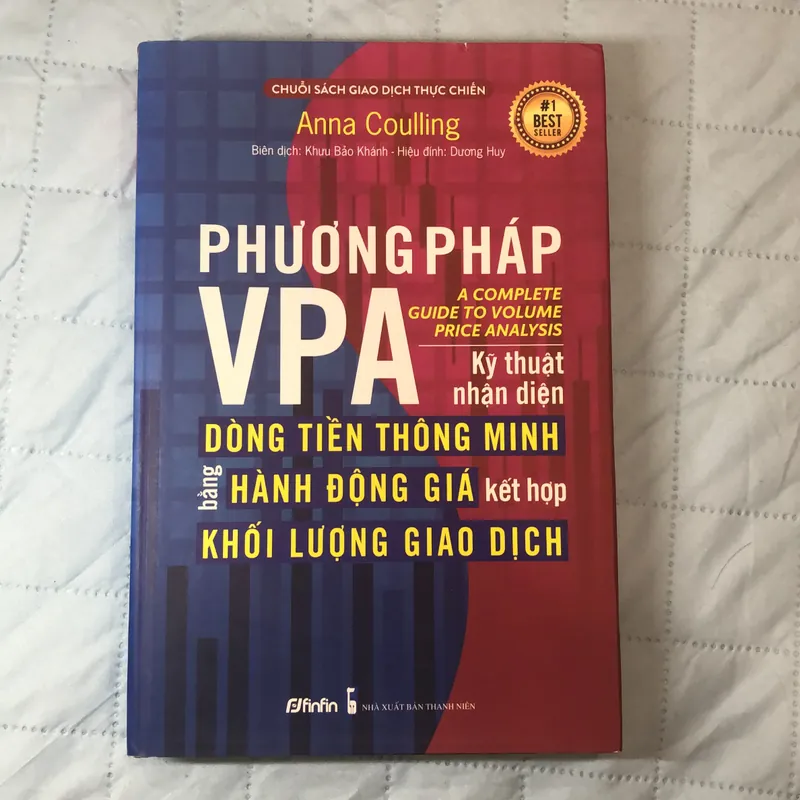 CHUỖI SÁCH GIAO DỊCH THỰC CHIẾN
Anna Coulling
Biên dịch: Khưu Bảo Khánh - Hiệu đính: Dương Huy
#1
BEST
SELLER
PHƯƠNG PHÁP
VPA
A COMPLETE
GUIDE TO VOLUME
PRICE ANALYSIS
Kỹ thuật
nhận diện
DÒNG TIỀN THÔNG MINH
bằng HÀNH ĐỘNG GIÁ kết hợp
KHỐI LƯỢNG GIAO DỊCH
finfin
NHÀ XUẤT BẢN THANH NIÊN